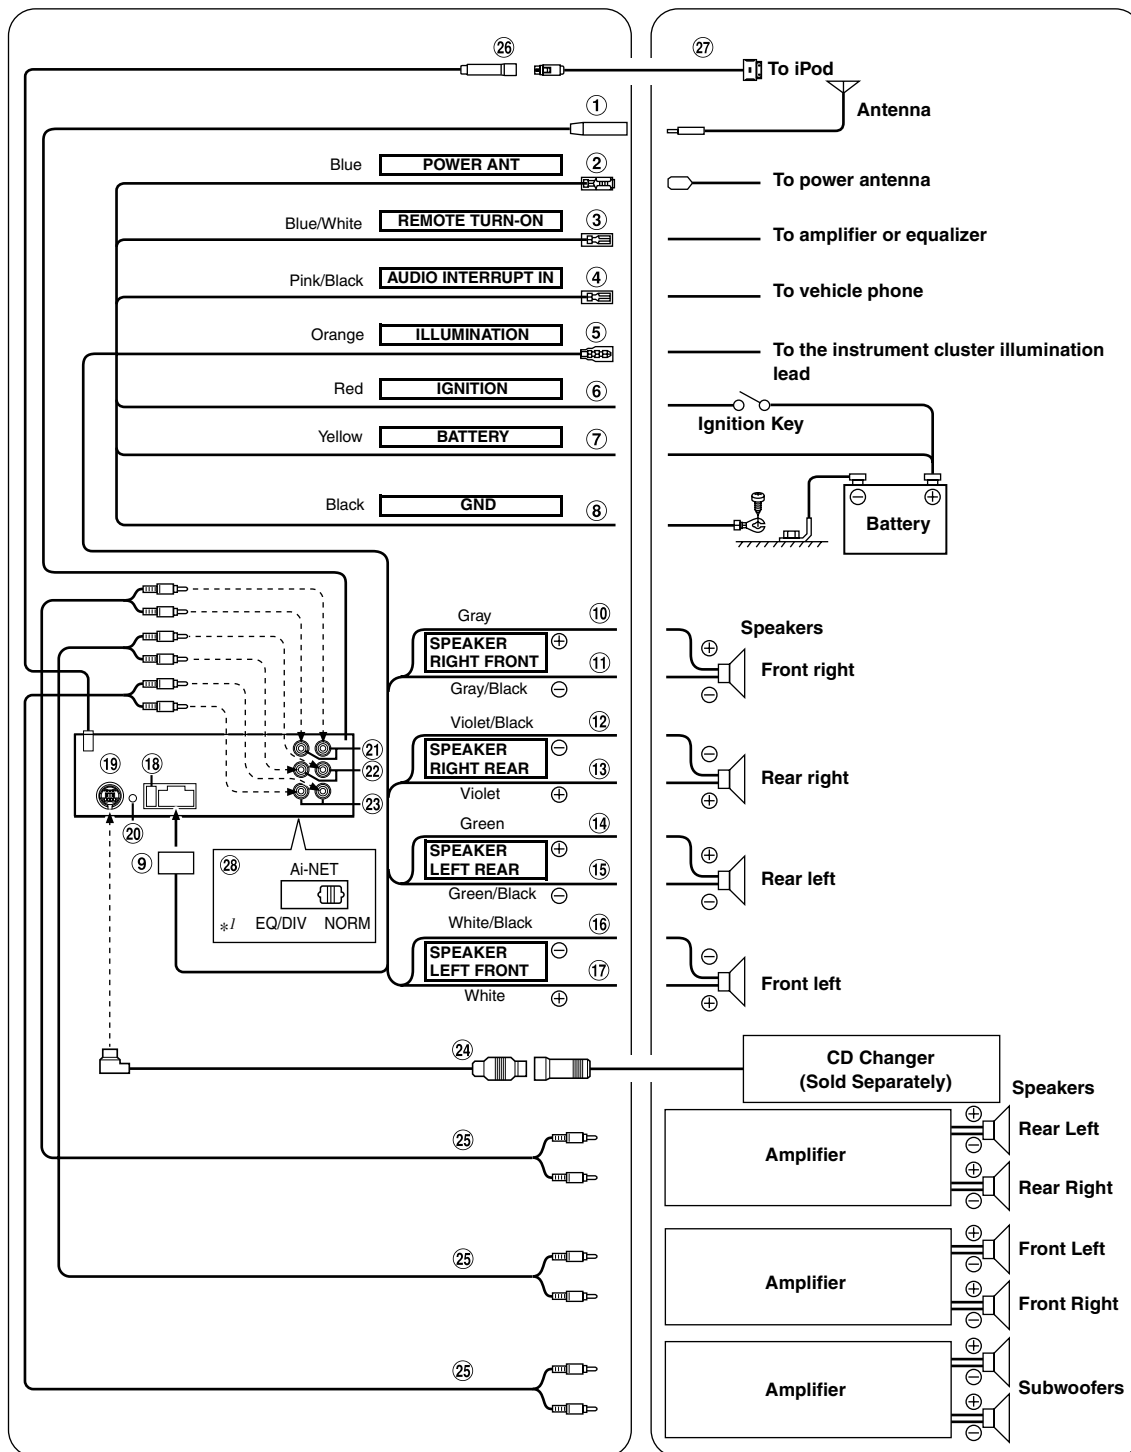 26 27
To iPod
1
Antenna
Blue POWER ANT 2
To power antenna
Blue/White REMOTE TURN-ON 3
To amplifier or equalizer
Pink/Black AUDIO INTERRUPT IN 4
To vehicle phone
Orange ILLUMINATION 5
To the instrument cluster illumination
lead
Red IGNITION 6
Ignition Key
Yellow BATTERY 7
Black GND 8
⊖ ⊕
Battery
Gray 10
SPEAKER
RIGHT FRONT ⊕
11
Gray/Black ⊖
Speakers
⊕
Front right
⊖
Violet/Black 12
SPEAKER
RIGHT REAR ⊖
13
Violet ⊕
⊖
Rear right
⊕
21
22
23
19 18
20
9
Green 14
SPEAKER
LEFT REAR ⊕
15
Green/Black ⊖
⊕
Rear left
⊖
28
Ai-NET
*1 EQ/DIV NORM
White/Black 16
SPEAKER
LEFT FRONT ⊖
17
White ⊕
⊖
Front left
⊕
24
CD Changer
(Sold Separately)
Speakers
25
Amplifier
⊕
⊖
Rear Left
⊕
⊖
Rear Right
25
Amplifier
⊕
⊖
Front Left
⊕
⊖
Front Right
25
Amplifier
⊕
⊖
⊕
⊖
Subwoofers